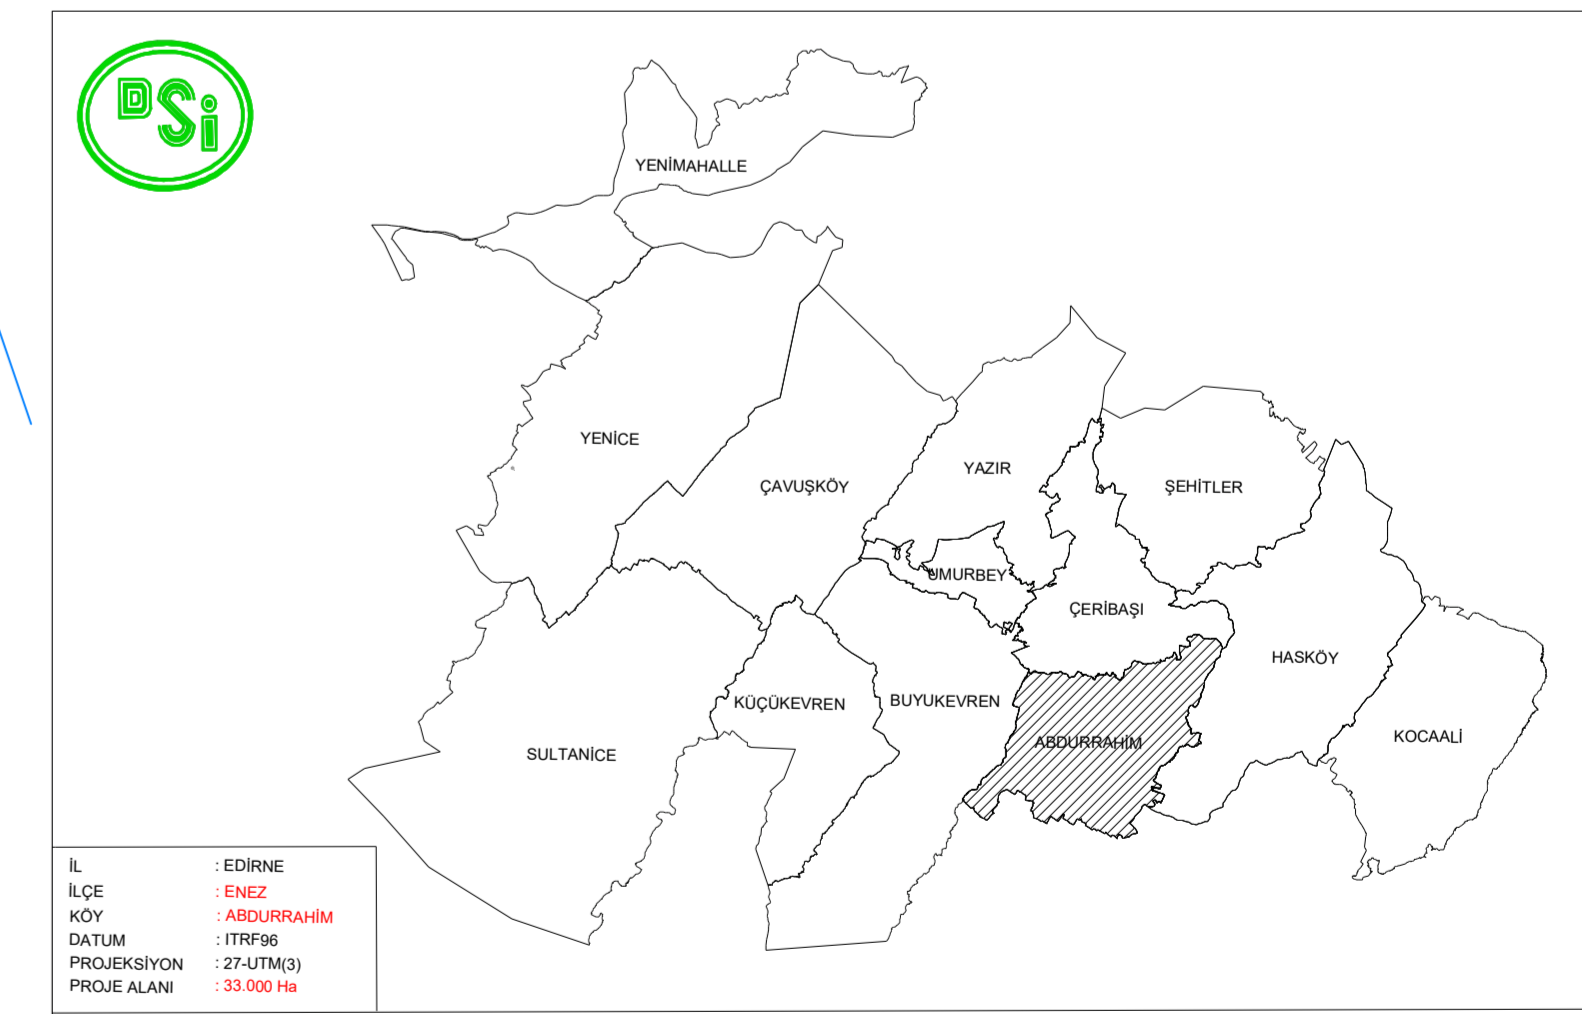 DSi
YENİMAHALLE
YENİCE
YAZIR
ÇAVUŞKÖY
ŞEHİTLER
UMURBEY
ÇERİBAŞI
HASKÖY
KÜÇÜKEVREN
BUYUKEVREN
KOCAALİ
ABDURRAHİM
SULTANİCE
İL : EDİRNE
İLÇE : ENEZ
KÖY : ABDURRAHİM
DATUM : ITRF96
PROJEKSİYON : 27-UTM(3)
PROJE ALANI : 33.000 Ha